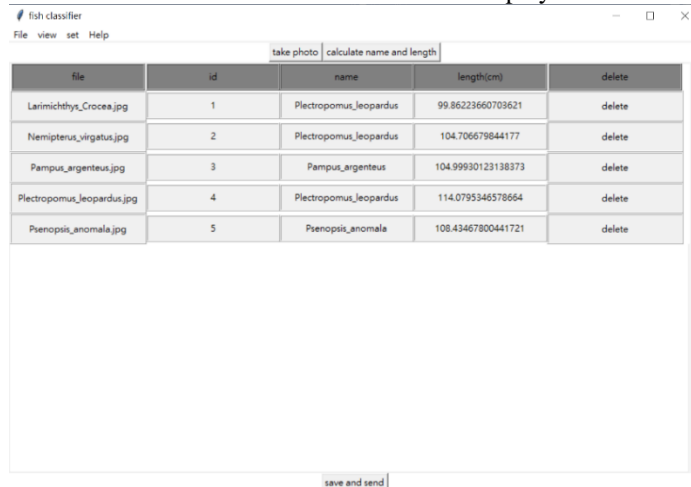 fish classifier
File view set Help
take photo calculate name and length
file id name length(cm) delete
Larimichthys_Crocea.jpg 1 Plectropomus_leopardus 99.86223660703621 delete
Nemipterus_virgatus.jpg 2 Plectropomus_leopardus 104.706679844177 delete
Pampus_argenteus.jpg 3 Pampus_argenteus 104.99930123138373 delete
Plectropomus_leopardus.jpg 4 Plectropomus_leopardus 114.0795346578664 delete
Psenopsis_anomala.jpg 5 Psenopsis_anomala 108.43467800441721 delete
save and send